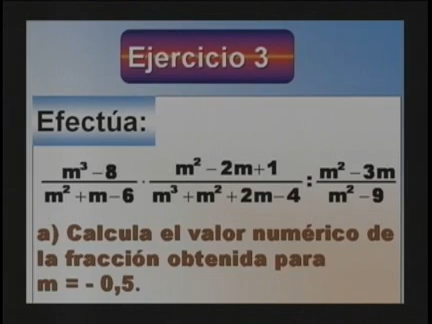 Ejercicio 3
Efectúa:
m³ -8 / m² +m-6 · m² -2m+1 / m³ +m² +2m-4 : m² -3m / m² -9
a) Calcula el valor numérico de
la fracción obtenida para
m = - 0,5.